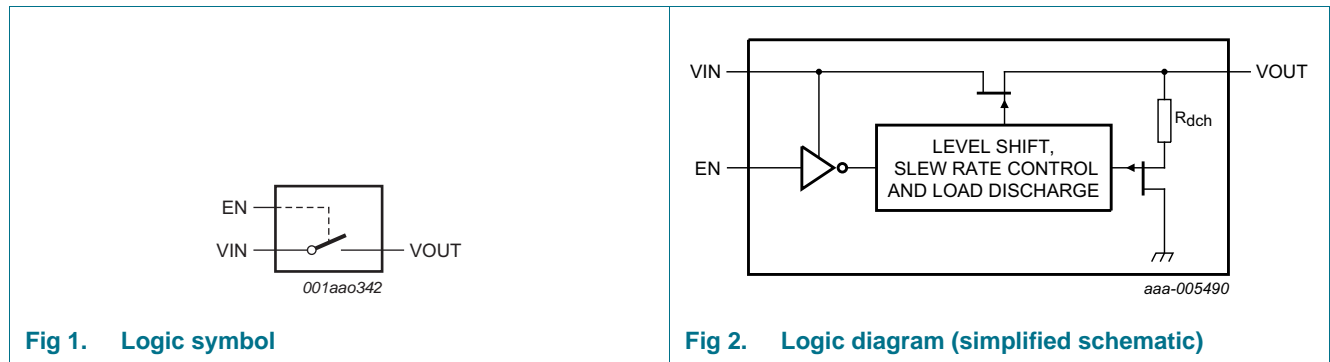 EN
VIN
VOUT
001aao342
Fig 1. Logic symbol
VIN
VOUT
Rdch
EN
LEVEL SHIFT,
SLEW RATE CONTROL
AND LOAD DISCHARGE
aaa-005490
Fig 2. Logic diagram (simplified schematic)